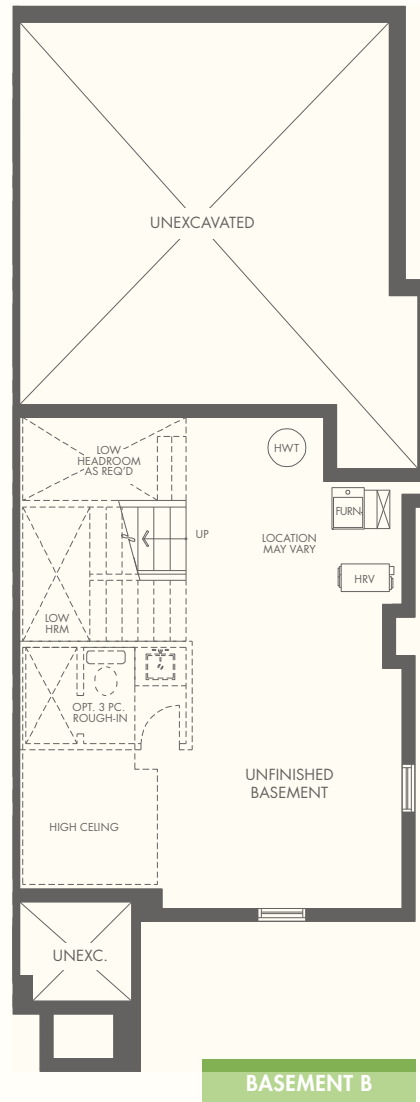 UNEXCAVATED
LOW
HEADROOM
AS REQ'D
HWT
FURN
UP
LOCATION
MAY VARY
HRV
LOW
HRM
OPT. 3 PC.
ROUGH-IN
UNFINISHED
BASEMENT
HIGH CELING
UNEXC.
BASEMENT B